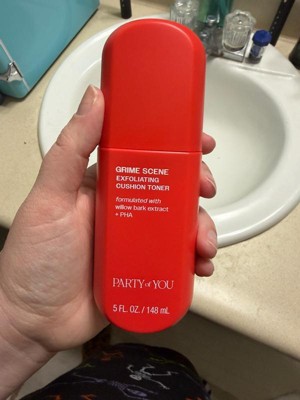 GRIME SCENE
EXFOLIATING
CUSHION TONER
formulated with
willow bark extract
+ PHA
PARTY of YOU
5 FL. OZ. / 148 mL